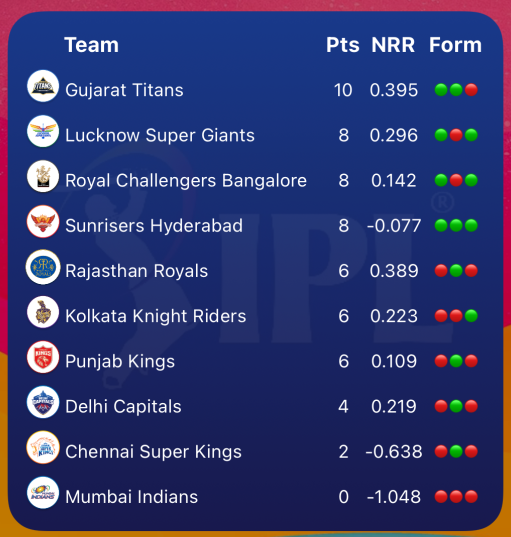 Team Pts NRR Form
Gujarat Titans 10 0.395
Lucknow Super Giants 8 0.296
Royal Challengers Bangalore 8 0.142
Sunrisers Hyderabad 8 -0.077
Rajasthan Royals 6 0.389
Kolkata Knight Riders 6 0.223
Punjab Kings 6 0.109
Delhi Capitals 4 0.219
Chennai Super Kings 2 -0.638
Mumbai Indians 0 -1.048
IPL®